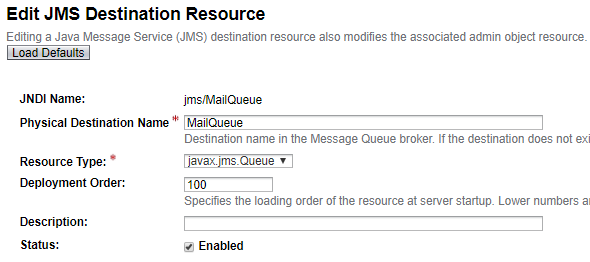 Edit JMS Destination Resource
Editing a Java Message Service (JMS) destination resource also modifies the associated admin object resource.
Load Defaults
JNDI Name: jms/MailQueue
Physical Destination Name * MailQueue
Destination name in the Message Queue broker. If the destination does not exi
Resource Type: * javax.jms.Queue
Deployment Order: 100
Specifies the loading order of the resource at server startup. Lower numbers a
Description:
Status: Enabled